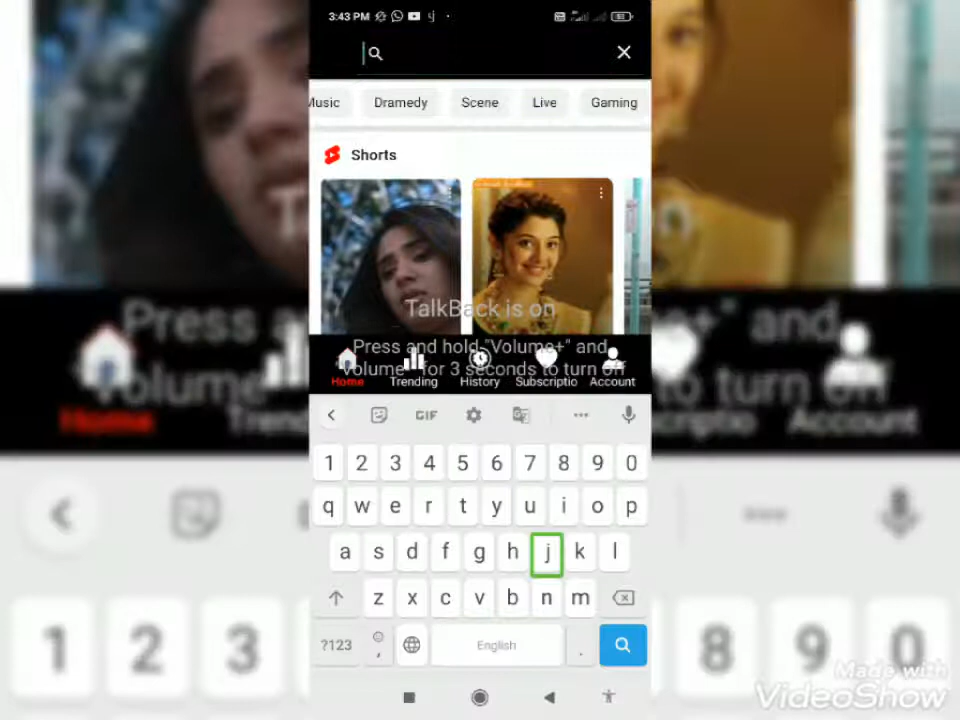 3:43 PM
Music Dramedy Scene Live Gaming
Shorts
TalkBack is on
Press and hold "Volume+" and
"Volume-" for 3 seconds to turn off
Home Trending History Subscriptio Account
GIF
1 2 3 4 5 6 7 8 9 0
q w e r t y u i o p
a s d f g h j k l
z x c v b n m
?123 , English .
Made with
VideoShow